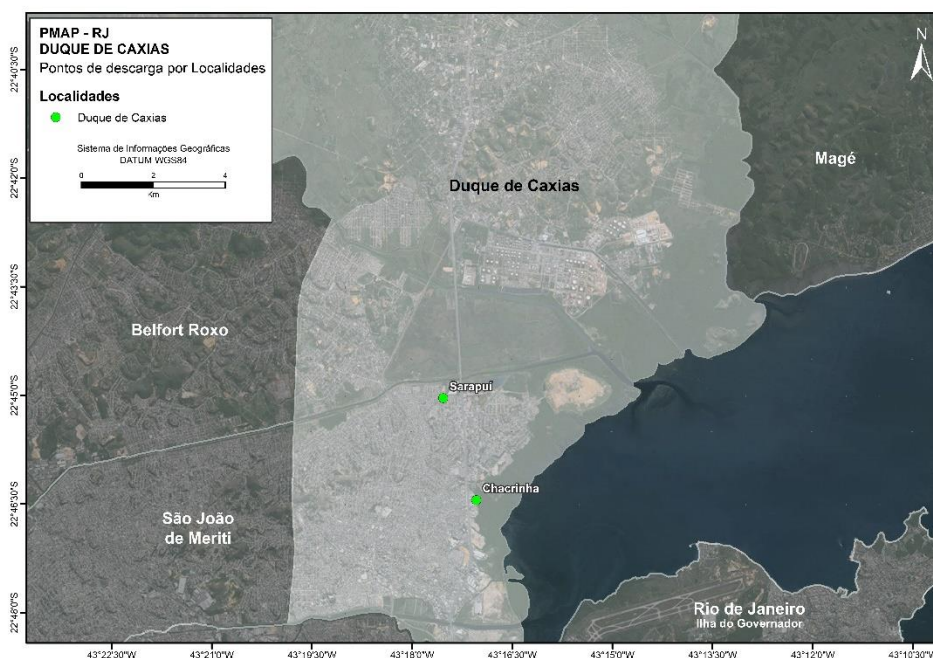 PMAP - RJ
DUQUE DE CAXIAS
Pontos de descarga por Localidades
Localidades
Duque de Caxias
Sistema de Informações Geográficas
DATUM WGS84
0 2 4
Km
N
Magé
Duque de Caxias
Belfort Roxo
Sarapuí
Chacrinha
São João
de Meriti
Rio de Janeiro
Ilha do Governador
22°40'30"S
22°42'0"S
22°43'30"S
22°45'0"S
22°46'30"S
22°48'0"S
43°22'30"W 43°21'0"W 43°19'30"W 43°18'0"W 43°16'30"W 43°15'0"W 43°13'30"W 43°12'0"W 43°10'30"W